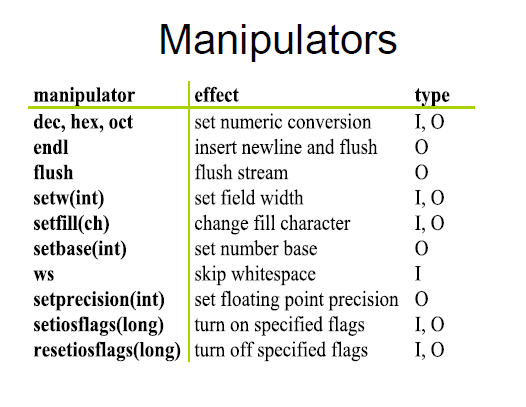 Manipulators
manipulator effect type
dec, hex, oct set numeric conversion I, O
endl insert newline and flush O
flush flush stream O
setw(int) set field width I, O
setfill(ch) change fill character I, O
setbase(int) set number base O
ws skip whitespace I
setprecision(int) set floating point precision O
setiosflags(long) turn on specified flags I, O
resetiosflags(long) turn off specified flags I, O